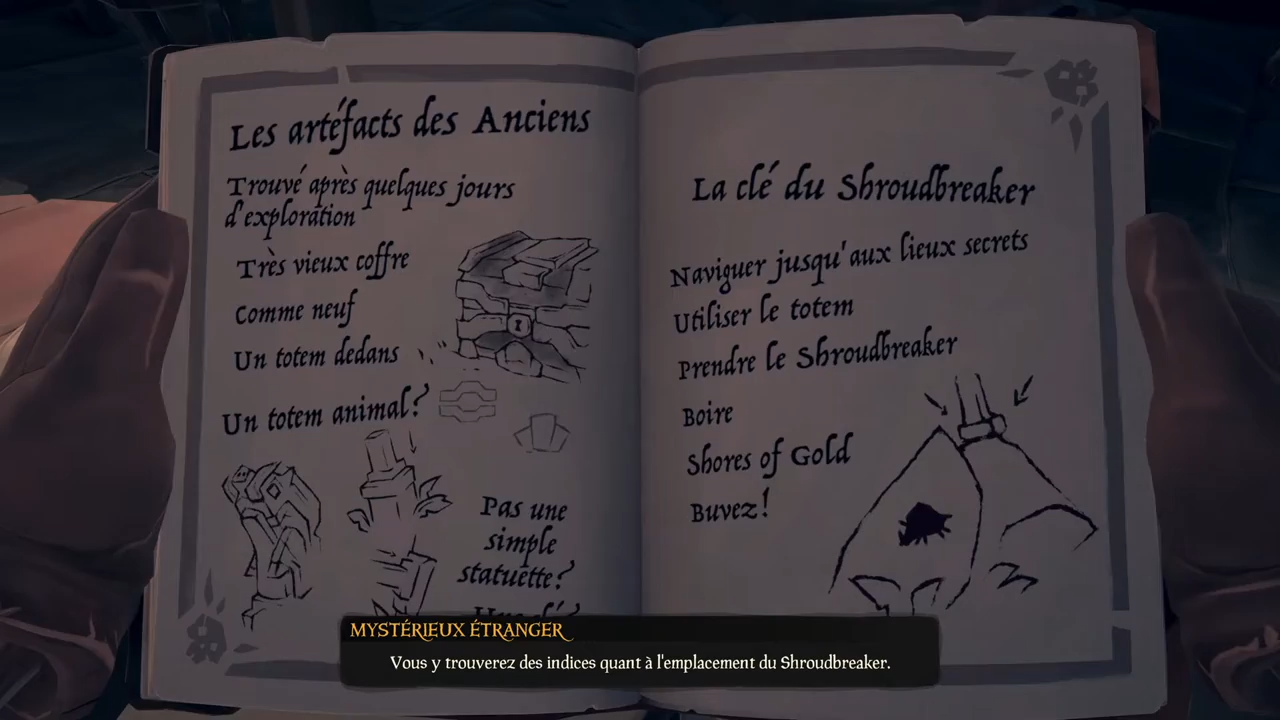 Les artéfacts des Anciens
Trouvé après quelques jours
d'exploration
Très vieux coffre
Comme neuf
Un totem dedans
Un totem animal?
Pas une
simple
statuette?
La clé du Shroudbreaker
Naviguer jusqu'aux lieux secrets
Utiliser le totem
Prendre le Shroudbreaker
Boire
Shores of Gold
Buvez!
MYSTÉRIEUX ÉTRANGER
Vous y trouverez des indices quant à l'emplacement du Shroudbreaker.